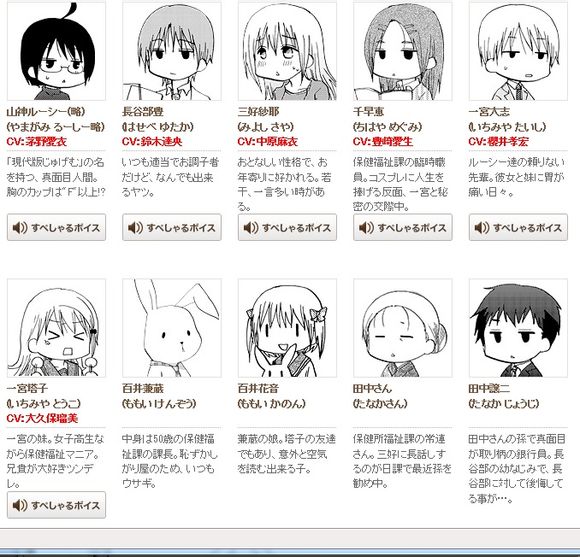 山神ルーシー(略)
(やまがみ るーしー略)
CV:茅野愛衣
「現代版じゅげむ」の名
を持つ、真面目人間。
胸のカップは"F"以上!?
すぺしゃるボイス
長谷部豊
(はせべ ゆたか)
CV:鈴木達央
いつも適当でお調子者
だけど、なんでも出来
るヤツ。
すぺしゃるボイス
三好紗耶
(みよし さや)
CV:中原麻衣
おとなしい性格で、お
年寄りに好かれる。若
干、一言多い時があ
る。
すぺしゃるボイス
千早恵
(ちはや めぐみ)
CV:豊崎愛生
保健福祉課の臨時職
員。コスプレに人生を
捧げる反面、一宮と秘
密の交際中。
すぺしゃるボイス
一宮大志
(いちみや たいし)
CV:櫻井孝宏
ルーシー達の頼りない
先輩。彼女と妹に胃が
痛い日々。
すぺしゃるボイス
一宮塔子
(いちみや とうこ)
CV:大久保瑠美
一宮の妹。女子高生な
がら保健福祉マニア。
兄貴が大好きツンデ
レ。
すぺしゃるボイス
百井兼蔵
(ももい けんぞう)
中身は50歳の保健福
祉課の課長。恥ずかし
がり屋のため、いつも
ウサギ。
百井花音
(ももい かのん)
兼蔵の娘。塔子の友達
でもあり、意外と空気
を読む出来る子。
田中さん
(たなかさん)
保健所福祉課の常連
さん。三好に長話しす
るのが日課で最近孫を
勧め中。
田中譲二
(たなか じょうじ)
田中さんの孫で真面目
が取り柄の銀行員。長
谷部の幼なじみで、長
谷部に対して後悔して
る事が…。